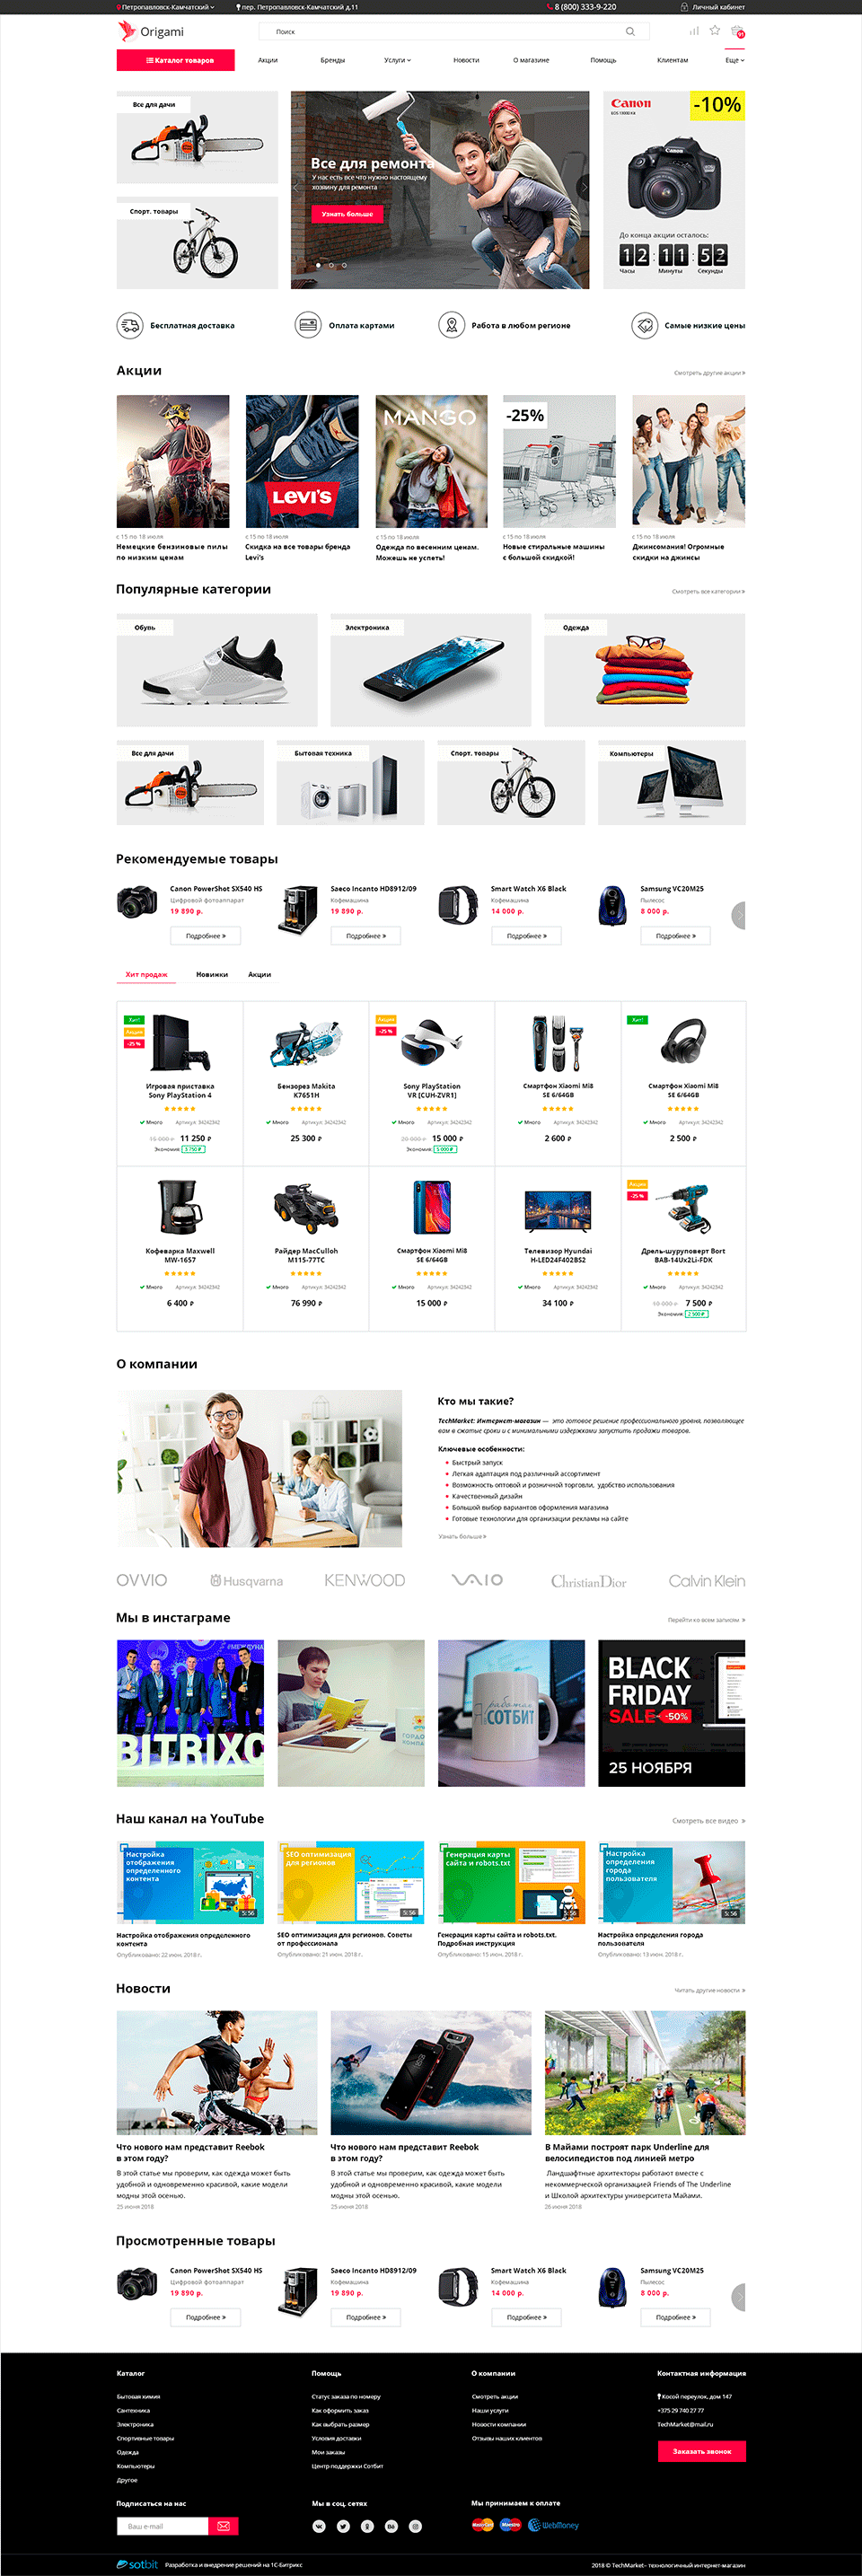 Петропавловск-Камчатский
пер. Петропавловск-Камчатский д.11
8 (800) 333-9-220
Личный кабинет
Origami
Поиск
Каталог товаров
Акции
Бренды
Услуги
Новости
О магазине
Помощь
Клиентам
Еще
Все для дачи
Спорт. товары
Все для ремонта
У нас есть все что нужно настоящему
хозяину для ремонта
Узнать больше
Canon
-10%
До конца акции осталось:
12 : 11 : 52
Часы Минуты Секунды
Бесплатная доставка
Оплата картами
Работа в любом регионе
Самые низкие цены
Акции
Смотреть другие акции »
LEVI'S
MANGO
-25%
с 15 по 18 июля
Немецкие бензиновые пилы
по низким ценам
с 15 по 18 июля
Скидка на все товары бренда
Levi's
с 15 по 18 июля
Одежда по весенним ценам.
Можешь не успеть!
с 15 по 18 июля
Новые стиральные машины
с большой скидкой!
с 15 по 18 июля
Джинсомания! Огромные
скидки на джинсы
Популярные категории
Смотреть все категории »
Обувь
Электроника
Одежда
Все для дачи
Бытовая техника
Спорт. товары
Компьютеры
Рекомендуемые товары
Canon PowerShot SX540 HS
Цифровой фотоаппарат
19 890 р.
Подробнее »
Saeco Incanto HD8912/09
Кофемашина
19 890 р.
Подробнее »
Smart Watch X6 Black
Кофемашина
14 000 р.
Подробнее »
Samsung VC20M25
Пылесос
8 000 р.
Подробнее »
Хит продаж
Новинки
Акции
Хит!
Акция
-25 %
Игровая приставка
Sony PlayStation 4
Много Артикул: 34242342
15 000 ₽ 11 250 ₽
Экономия: 3 750 ₽
Бензорез Makita
K7651H
Много Артикул: 34242342
25 300 ₽
Акция
-25 %
Sony PlayStation
VR [CUH-ZVR1]
Много Артикул: 34242342
20 000 ₽ 15 000 ₽
Экономия: 5 000 ₽
Смартфон Xiaomi Mi8
SE 6/64GB
Много Артикул: 34242342
2 600 ₽
Хит!
Смартфон Xiaomi Mi8
SE 6/64GB
Много Артикул: 34242342
2 500 ₽
Кофеварка Maxwell
MW-1657
Много Артикул: 34242342
6 400 ₽
Райдер MacCulloh
M115-77TC
Много Артикул: 34242342
76 990 ₽
Смартфон Xiaomi Mi8
SE 6/64GB
Много Артикул: 34242342
15 000 ₽
Телевизор Hyundai
H-LED24F402BS2
Много Артикул: 34242342
34 100 ₽
Акция
-25 %
Дрель-шуруповерт Bort
BAB-14Ux2Li-FDK
Много Артикул: 34242342
10 000 ₽ 7 500 ₽
Экономия: 2 500 ₽
О компании
Кто мы такие?
TechMarket: Интернет-магазин — это готовое решение профессионального уровня, позволяющее
вам в сжатые сроки и с минимальными издержками запустить продажи товаров.
Ключевые особенности:
Быстрый запуск
Легкая адаптация под различный ассортимент
Возможность оптовой и розничной торговли, удобство использования
Качественный дизайн
Большой выбор вариантов оформления магазина
Готовые технологии для организации рекламы на сайте
Узнать больше »
OVVIO
Husqvarna
KENWOOD
VAIO
ChristianDior
Calvin Klein
Мы в инстаграме
Перейти ко всем записям »
BITRIX
работаю
СОТБИТ
BLACK
FRIDAY
SALE -50%
25 НОЯБРЯ
Наш канал на YouTube
Смотреть все видео »
Настройка
отображения
определенного
контента
5:56
SEO оптимизация
для регионов
5:56
Генерация карты
сайта и robots.txt
5:56
Настройка
определения
города
пользователя
5:56
Настройка отображения определенного
контента
Опубликовано: 22 июн. 2018 г.
SEO оптимизация для регионов. Советы
от профессионала
Опубликовано: 21 июн. 2018 г.
Генерация карты сайта и robots.txt.
Подробная инструкция
Опубликовано: 15 июн. 2018 г.
Настройка определения города
пользователя
Опубликовано: 13 июн. 2018 г.
Новости
Читать другие новости »
Что нового нам представит Reebok
в этом году?
В этой статье мы проверим, как одежда может быть
удобной и одновременно красивой, какие модели
модны этой осенью.
25 июня 2018
Что нового нам представит Reebok
в этом году?
В этой статье мы проверим, как одежда может быть
удобной и одновременно красивой, какие модели
модны этой осенью.
25 июня 2018
В Майами построят парк Underline для
велосипедистов под линией метро
Ландшафтные архитекторы работают вместе с
некоммерческой организацией Friends of The Underline
и Школой архитектуры университета Майами.
26 июня 2018
Просмотренные товары
Canon PowerShot SX540 HS
Цифровой фотоаппарат
19 890 р.
Подробнее »
Saeco Incanto HD8912/09
Кофемашина
19 890 р.
Подробнее »
Smart Watch X6 Black
Кофемашина
14 000 р.
Подробнее »
Samsung VC20M25
Пылесос
8 000 р.
Подробнее »
Каталог
Бытовая химия
Сантехника
Электроника
Спортивные товары
Одежда
Компьютеры
Другое
Помощь
Статус заказа по номеру
Как оформить заказ
Как выбрать размер
Условия доставки
Мои заказы
Центр поддержки Сотбит
О компании
Смотреть акции
Наши услуги
Новости компании
Отзывы наших клиентов
Контактная информация
Косой переулок, дом 147
+375 29 740 27 77
TechMarket@mail.ru
Заказать звонок
Подписаться на нас
Ваш e-mail
Мы в соц. сетях
Мы принимаем к оплате
MasterCard
Maestro
WebMoney
sotbit
Разработка и внедрение решений на 1С-Битрикс
2018 © TechMarket– технологичный интернет-магазин